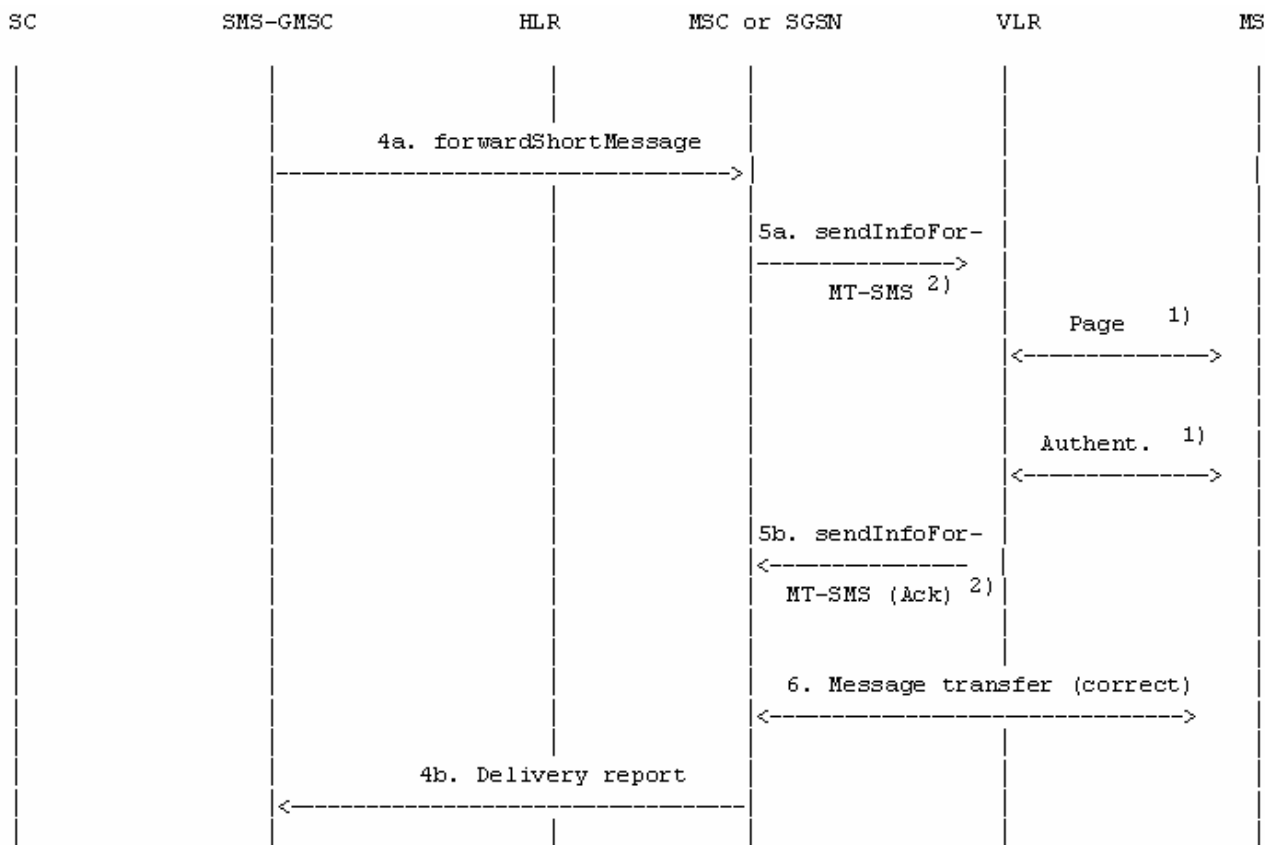 SC SMS-GMSC HLR MSC or SGSN VLR MS
4a. forwardShortMessage
5a. sendInfoFor-
MT-SMS 2)
Page 1)
Authent. 1)
5b. sendInfoFor-
MT-SMS (Ack) 2)
6. Message transfer (correct)
4b. Delivery report